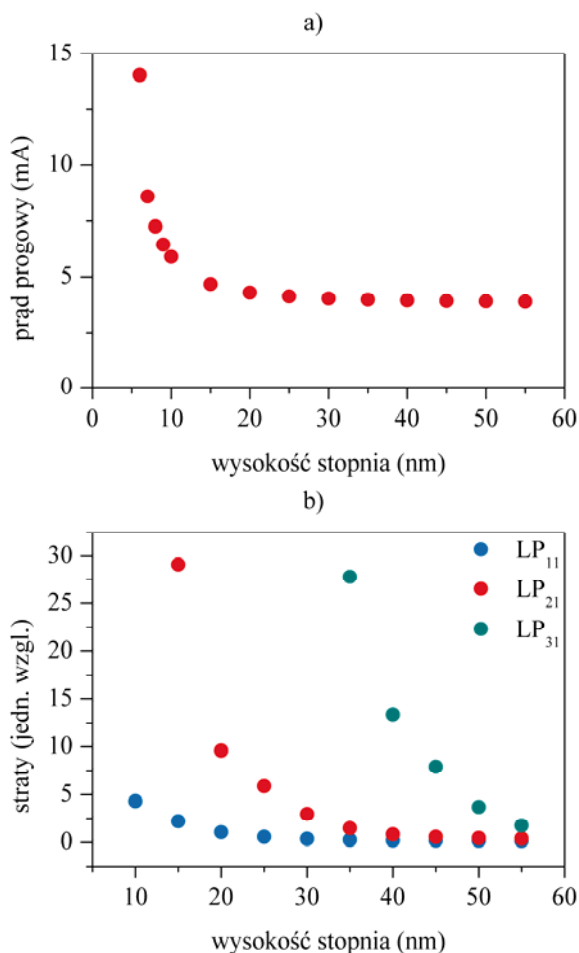 a)
15
10
5
0
prąd progowy (mA)
0 10 20 30 40 50 60
wysokość stopnia (nm)
b)
30
25
20
15
10
5
0
straty (jedn. wzgl.)
LP₁₁
LP₂₁
LP₃₁
10 20 30 40 50 60
wysokość stopnia (nm)